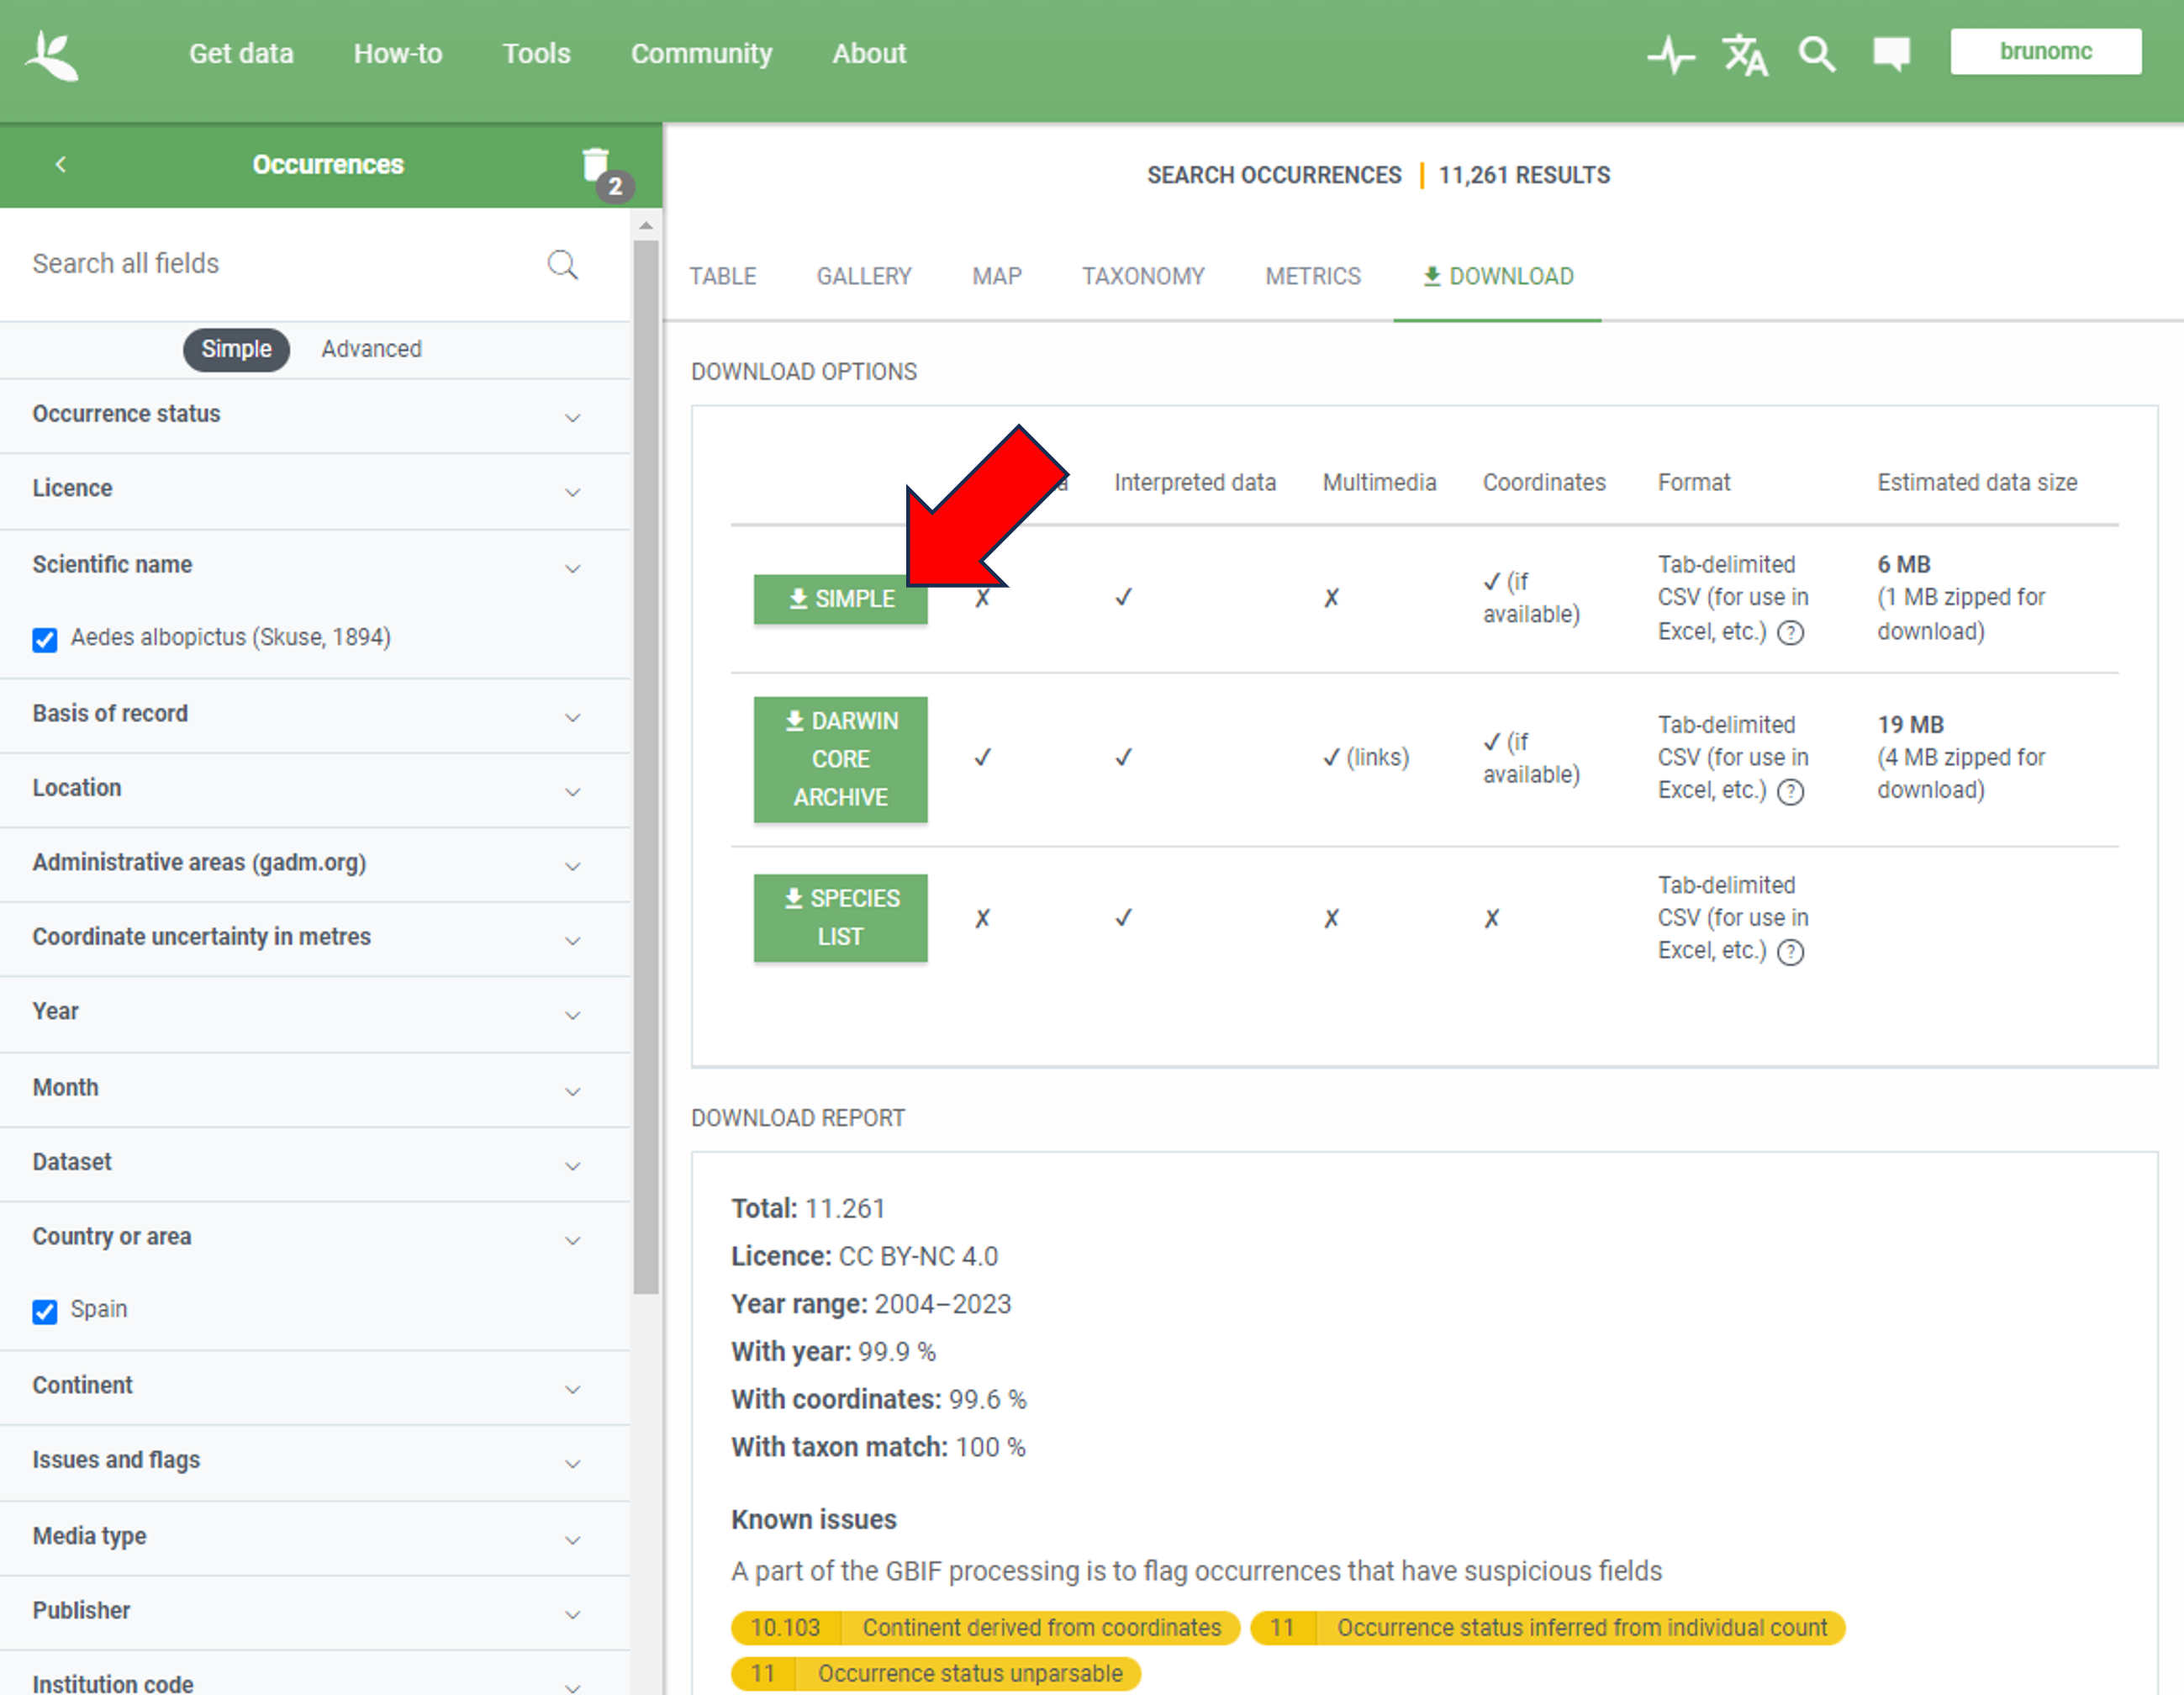 Get data How-to Tools Community About brunomc
Occurrences 2
Search all fields
Simple Advanced
Occurrence status
Licence
Scientific name
Aedes albopictus (Skuse, 1894)
Basis of record
Location
Administrative areas (gadm.org)
Coordinate uncertainty in metres
Year
Month
Dataset
Country or area
Spain
Continent
Issues and flags
Media type
Publisher
Institution code
SEARCH OCCURRENCES | 11,261 RESULTS
TABLE GALLERY MAP TAXONOMY METRICS DOWNLOAD
DOWNLOAD OPTIONS
Interpreted data Multimedia Coordinates Format Estimated data size
SIMPLE ✗ ✓ ✗ ✓ (if
available)
Tab-delimited
CSV (for use in
Excel, etc.) ?
6 MB
(1 MB zipped for
download)
DARWIN
CORE
ARCHIVE
✓ ✓ ✓ (links) ✓ (if
available)
Tab-delimited
CSV (for use in
Excel, etc.) ?
19 MB
(4 MB zipped for
download)
SPECIES
LIST
✗ ✓ ✗ ✗
Tab-delimited
CSV (for use in
Excel, etc.) ?
DOWNLOAD REPORT
Total: 11.261
Licence: CC BY-NC 4.0
Year range: 2004–2023
With year: 99.9 %
With coordinates: 99.6 %
With taxon match: 100 %
Known issues
A part of the GBIF processing is to flag occurrences that have suspicious fields
10.103 Continent derived from coordinates 11 Occurrence status inferred from individual count
11 Occurrence status unparsable